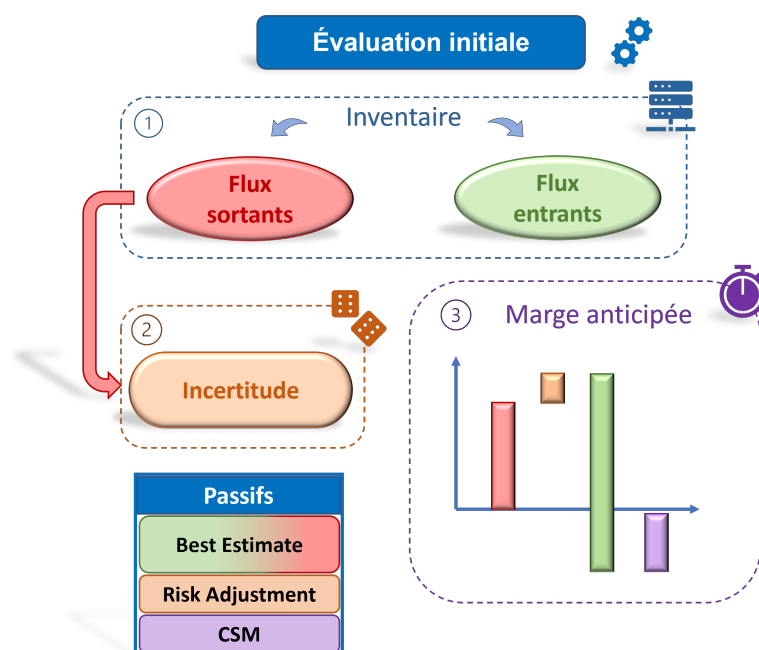 Évaluation initiale
1
Inventaire
Flux
sortants
Flux
entrants
2
Incertitude
3
Marge anticipée
Passifs
Best Estimate
Risk Adjustment
CSM